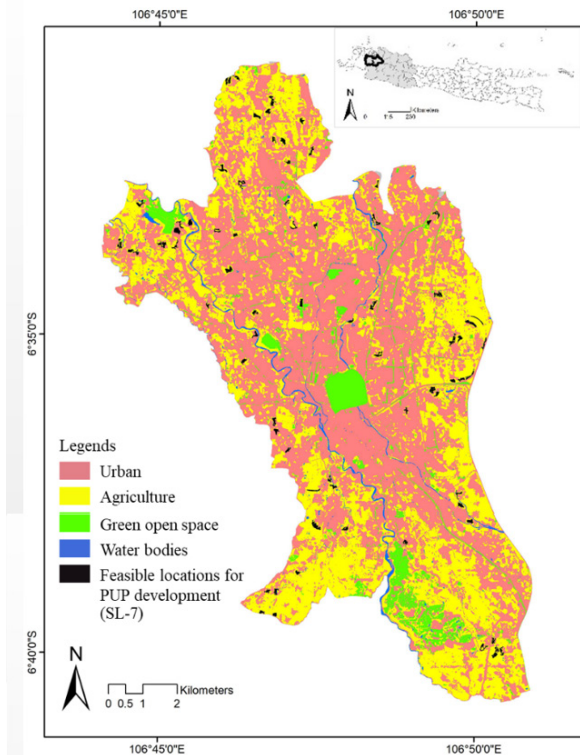 106°45'0"E
106°50'0"E
N
Kilometers
6°35'0"S
6°40'0"S
Legends
Urban
Agriculture
Green open space
Water bodies
Feasible locations for
PUP development
(SL-7)
N
Kilometers
0 0.5 1 2
106°45'0"E
106°50'0"E